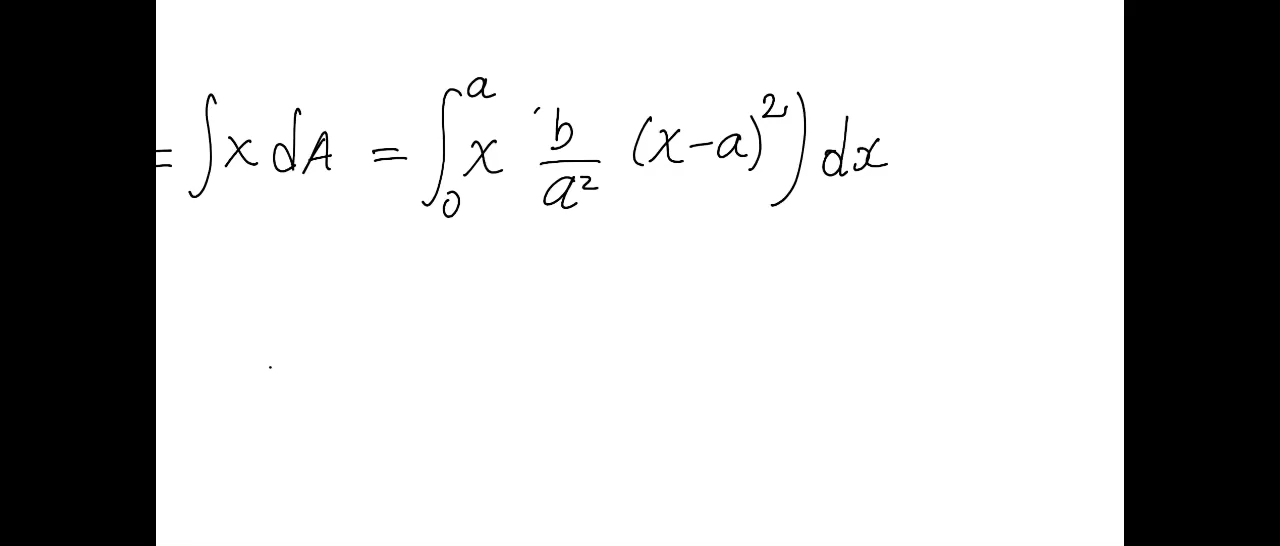 = ∫ x dA = ∫₀ᵃ x b/a² (x-a)²) dx